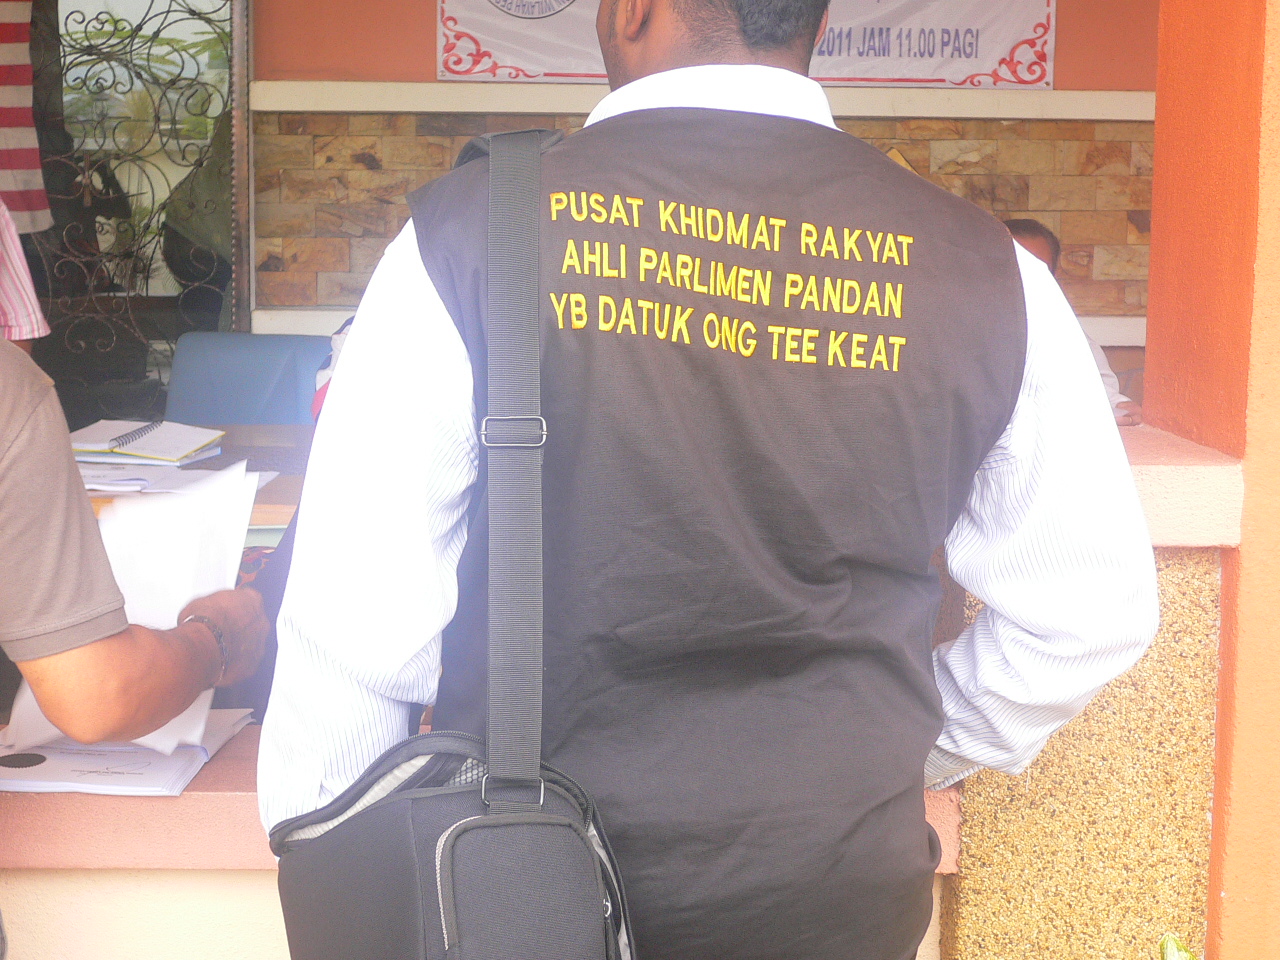 2011 JAM 11.00 PAGI
PUSAT KHIDMAT RAKYAT
AHLI PARLIMEN PANDAN
YB DATUK ONG TEE KEAT